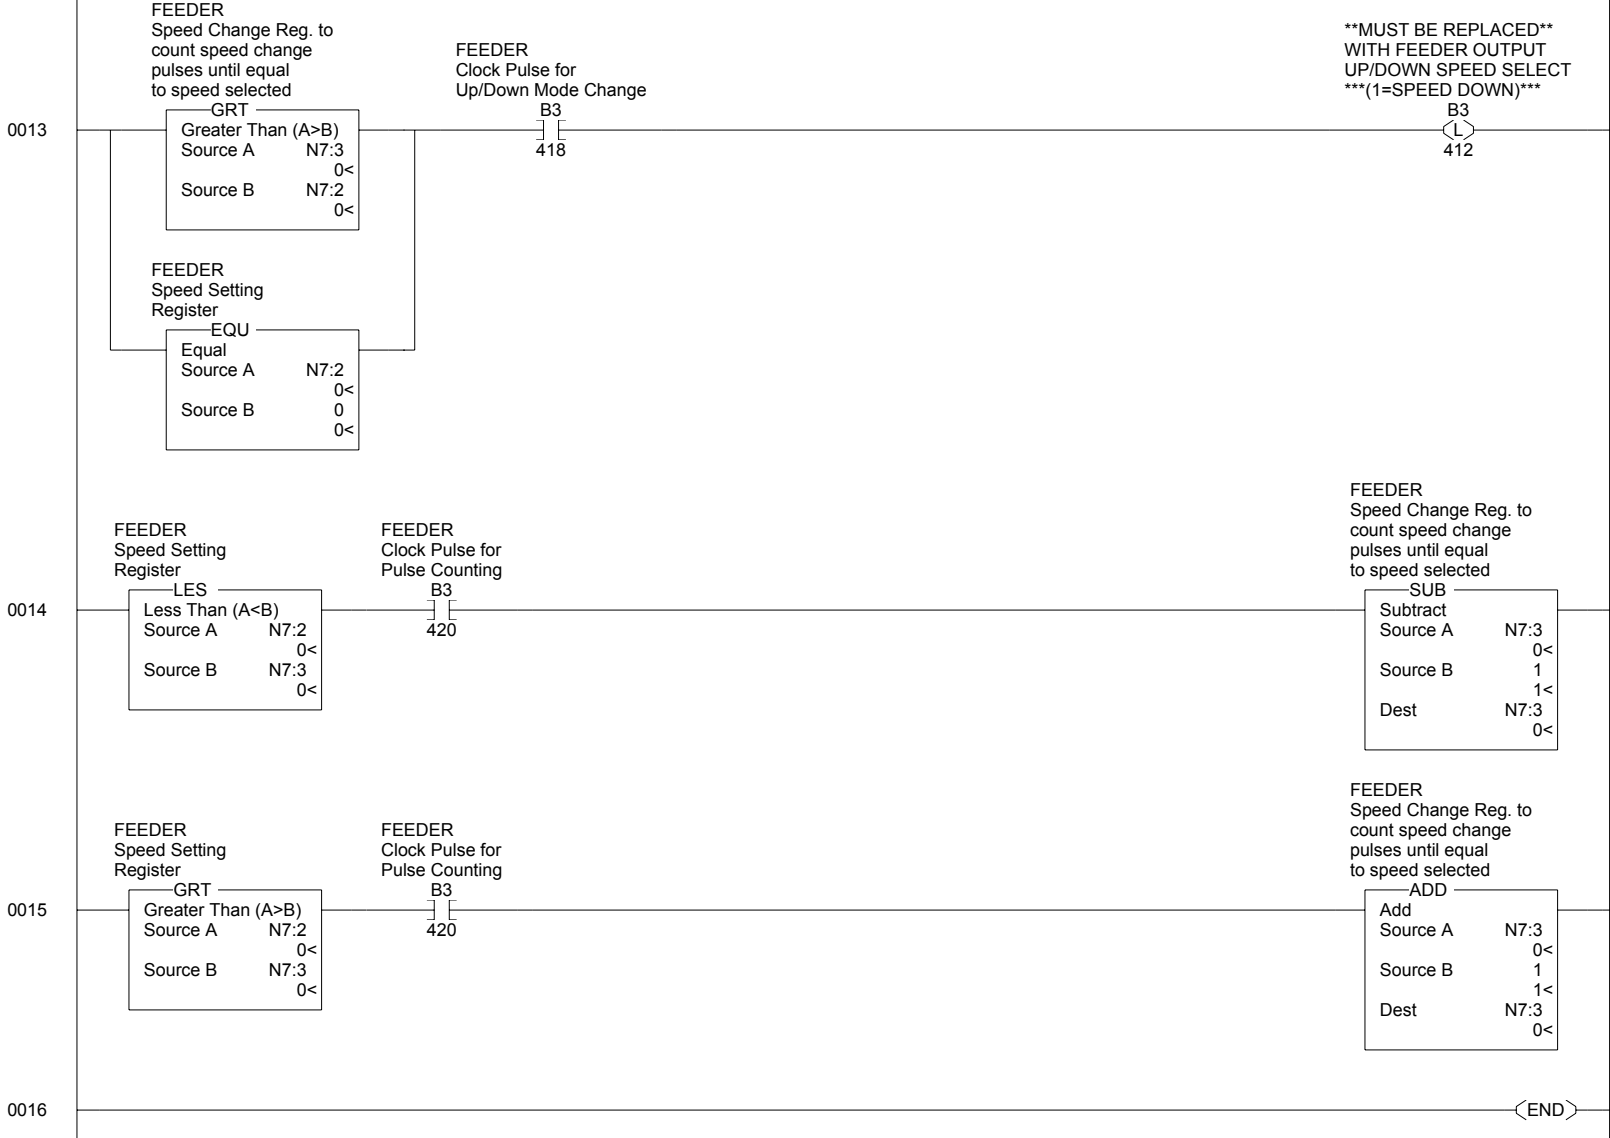 FEEDER
Speed Change Reg. to
count speed change
pulses until equal
to speed selected
GRT
Greater Than (A>B)
Source A N7:3
0<
Source B N7:2
0<
FEEDER
Clock Pulse for
Up/Down Mode Change
B3
418
**MUST BE REPLACED**
WITH FEEDER OUTPUT
UP/DOWN SPEED SELECT
***(1=SPEED DOWN)***
B3
L
412
0013
FEEDER
Speed Setting
Register
EQU
Equal
Source A N7:2
0<
Source B 0
0<
FEEDER
Speed Setting
Register
LES
Less Than (A<B)
Source A N7:2
0<
Source B N7:3
0<
FEEDER
Clock Pulse for
Pulse Counting
B3
420
FEEDER
Speed Change Reg. to
count speed change
pulses until equal
to speed selected
SUB
Subtract
Source A N7:3
0<
Source B 1
1<
Dest N7:3
0<
0014
FEEDER
Speed Setting
Register
GRT
Greater Than (A>B)
Source A N7:2
0<
Source B N7:3
0<
FEEDER
Clock Pulse for
Pulse Counting
B3
420
FEEDER
Speed Change Reg. to
count speed change
pulses until equal
to speed selected
ADD
Add
Source A N7:3
0<
Source B 1
1<
Dest N7:3
0<
0015
0016
END